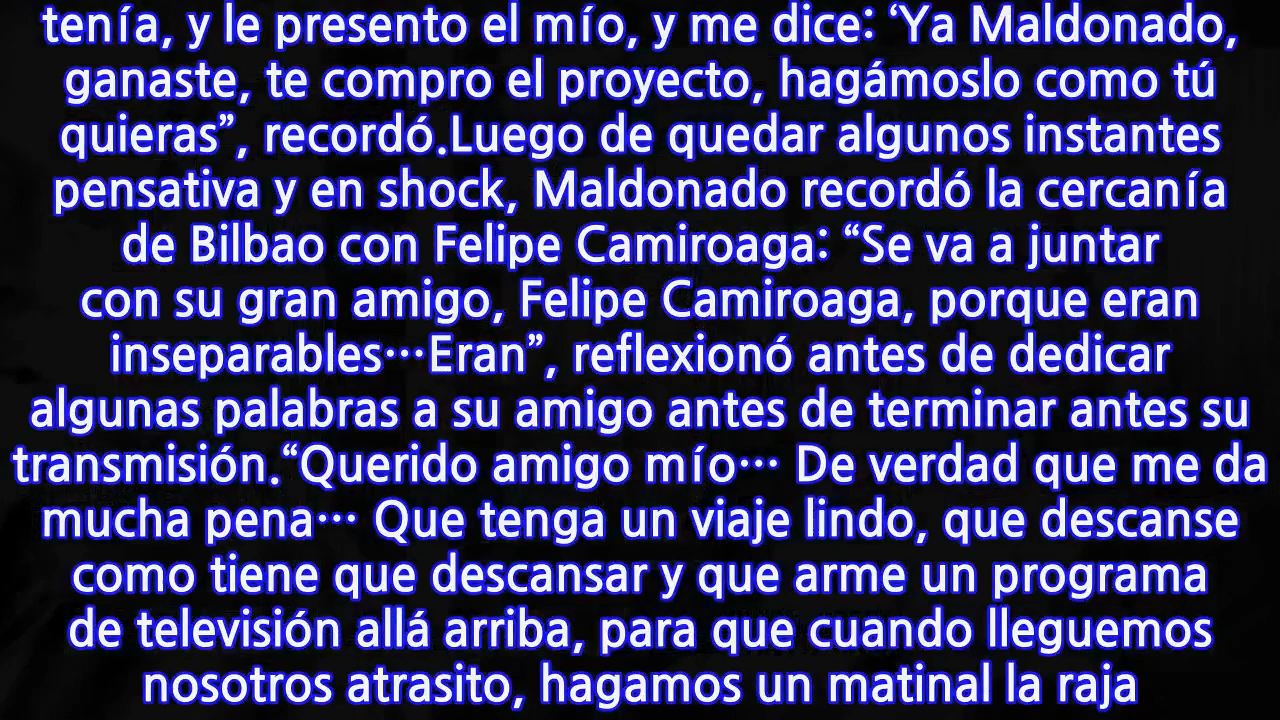 tenía, y le presento el mío, y me dice: ‘Ya Maldonado,
ganaste, te compro el proyecto, hagámoslo como tú
quieras”, recordó.Luego de quedar algunos instantes
pensativa y en shock, Maldonado recordó la cercanía
de Bilbao con Felipe Camiroaga: “Se va a juntar
con su gran amigo, Felipe Camiroaga, porque eran
inseparables…Eran”, reflexionó antes de dedicar
algunas palabras a su amigo antes de terminar antes su
transmisión.“Querido amigo mío… De verdad que me da
mucha pena… Que tenga un viaje lindo, que descanse
como tiene que descansar y que arme un programa
de televisión allá arriba, para que cuando lleguemos
nosotros atrasito, hagamos un matinal la raja